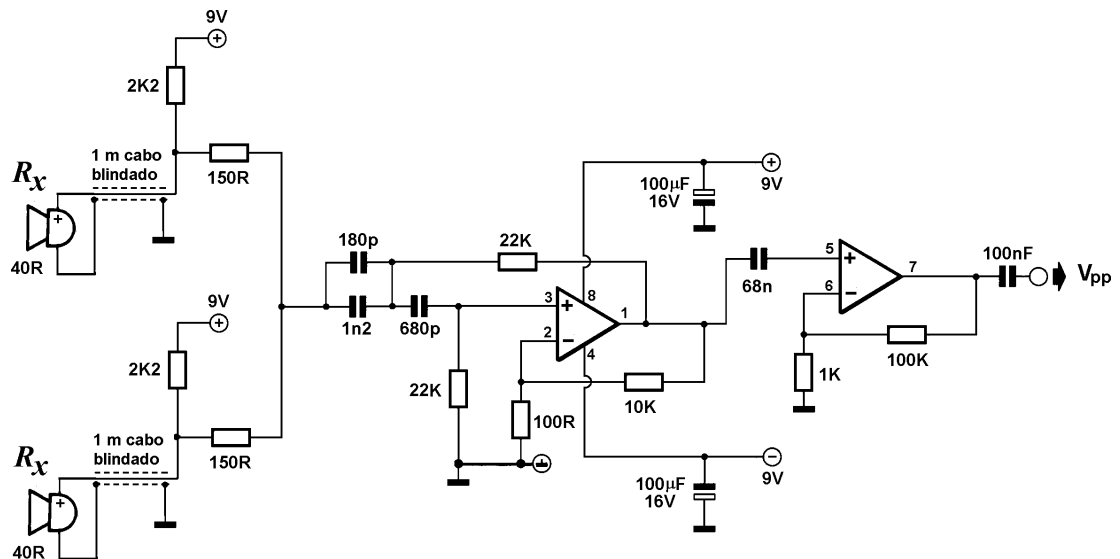 9V
2K2
1 m cabo
blindado
Rx
150R
40R
9V
2K2
1 m cabo
blindado
Rx
150R
40R
180p
1n2
680p
22K
22K
3
2
8
1
4
100R
10K
100µF
16V
9V
100µF
16V
9V
68n
5
6
7
100K
1K
100nF
Vpp